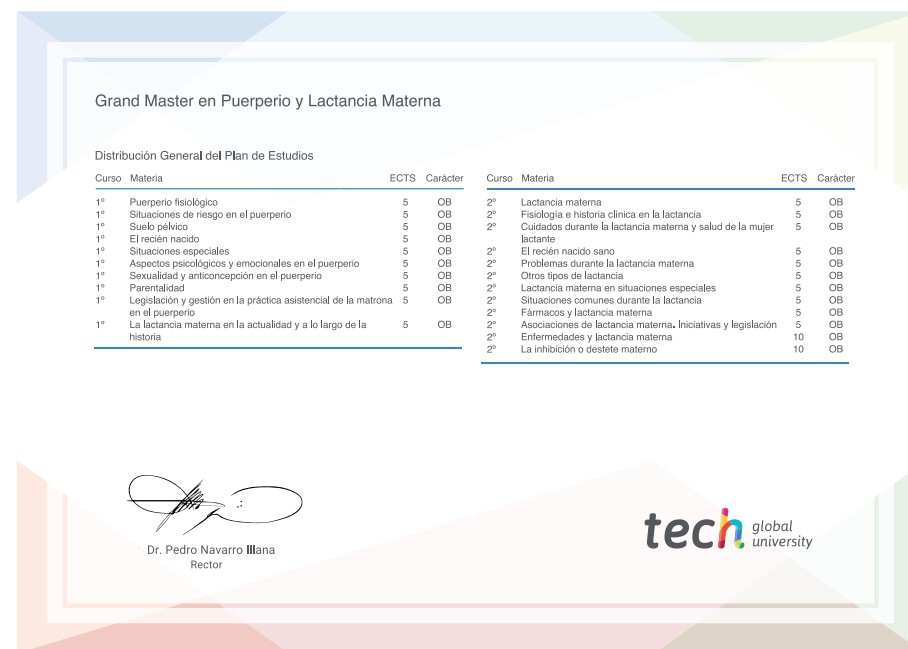 Grand Master en Puerperio y Lactancia Materna
Distribución General del Plan de Estudios
Curso Materia ECTS Carácter
1º Puerperio fisiológico 5 OB
1º Situaciones de riesgo en el puerperio 5 OB
1º Suelo pélvico 5 OB
1º El recién nacido 5 OB
1º Situaciones especiales 5 OB
1º Aspectos psicológicos y emocionales en el puerperio 5 OB
1º Sexualidad y anticoncepción en el puerperio 5 OB
1º Parentalidad 5 OB
1º Legislación y gestión en la práctica asistencial de la matrona 5 OB
en el puerperio
1º La lactancia materna en la actualidad y a lo largo de la 5 OB
historia
Curso Materia ECTS Carácter
2º Lactancia materna 5 OB
2º Fisiología e historia clínica en la lactancia 5 OB
2º Cuidados durante la lactancia materna y salud de la mujer 5 OB
lactante
2º El recién nacido sano 5 OB
2º Problemas durante la lactancia materna 5 OB
2º Otros tipos de lactancia 5 OB
2º Lactancia materna en situaciones especiales 5 OB
2º Situaciones comunes durante la lactancia 5 OB
2º Fármacos y lactancia materna 5 OB
2º Asociaciones de lactancia materna. Iniciativas y legislación 5 OB
2º Enfermedades y lactancia materna 10 OB
2º La inhibición o destete materno 10 OB
Dr. Pedro Navarro Illana
Rector
tech global
university